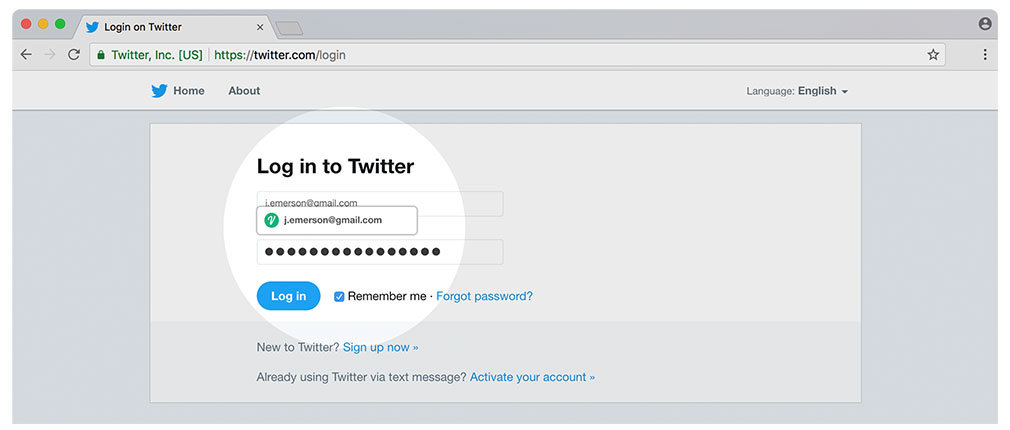 Login on Twitter
Twitter, Inc. [US] https://twitter.com/login
Home About Language: English
Log in to Twitter
j.emerson@gmail.com
j.emerson@gmail.com
Log in Remember me · Forgot password?
New to Twitter? Sign up now »
Already using Twitter via text message? Activate your account »